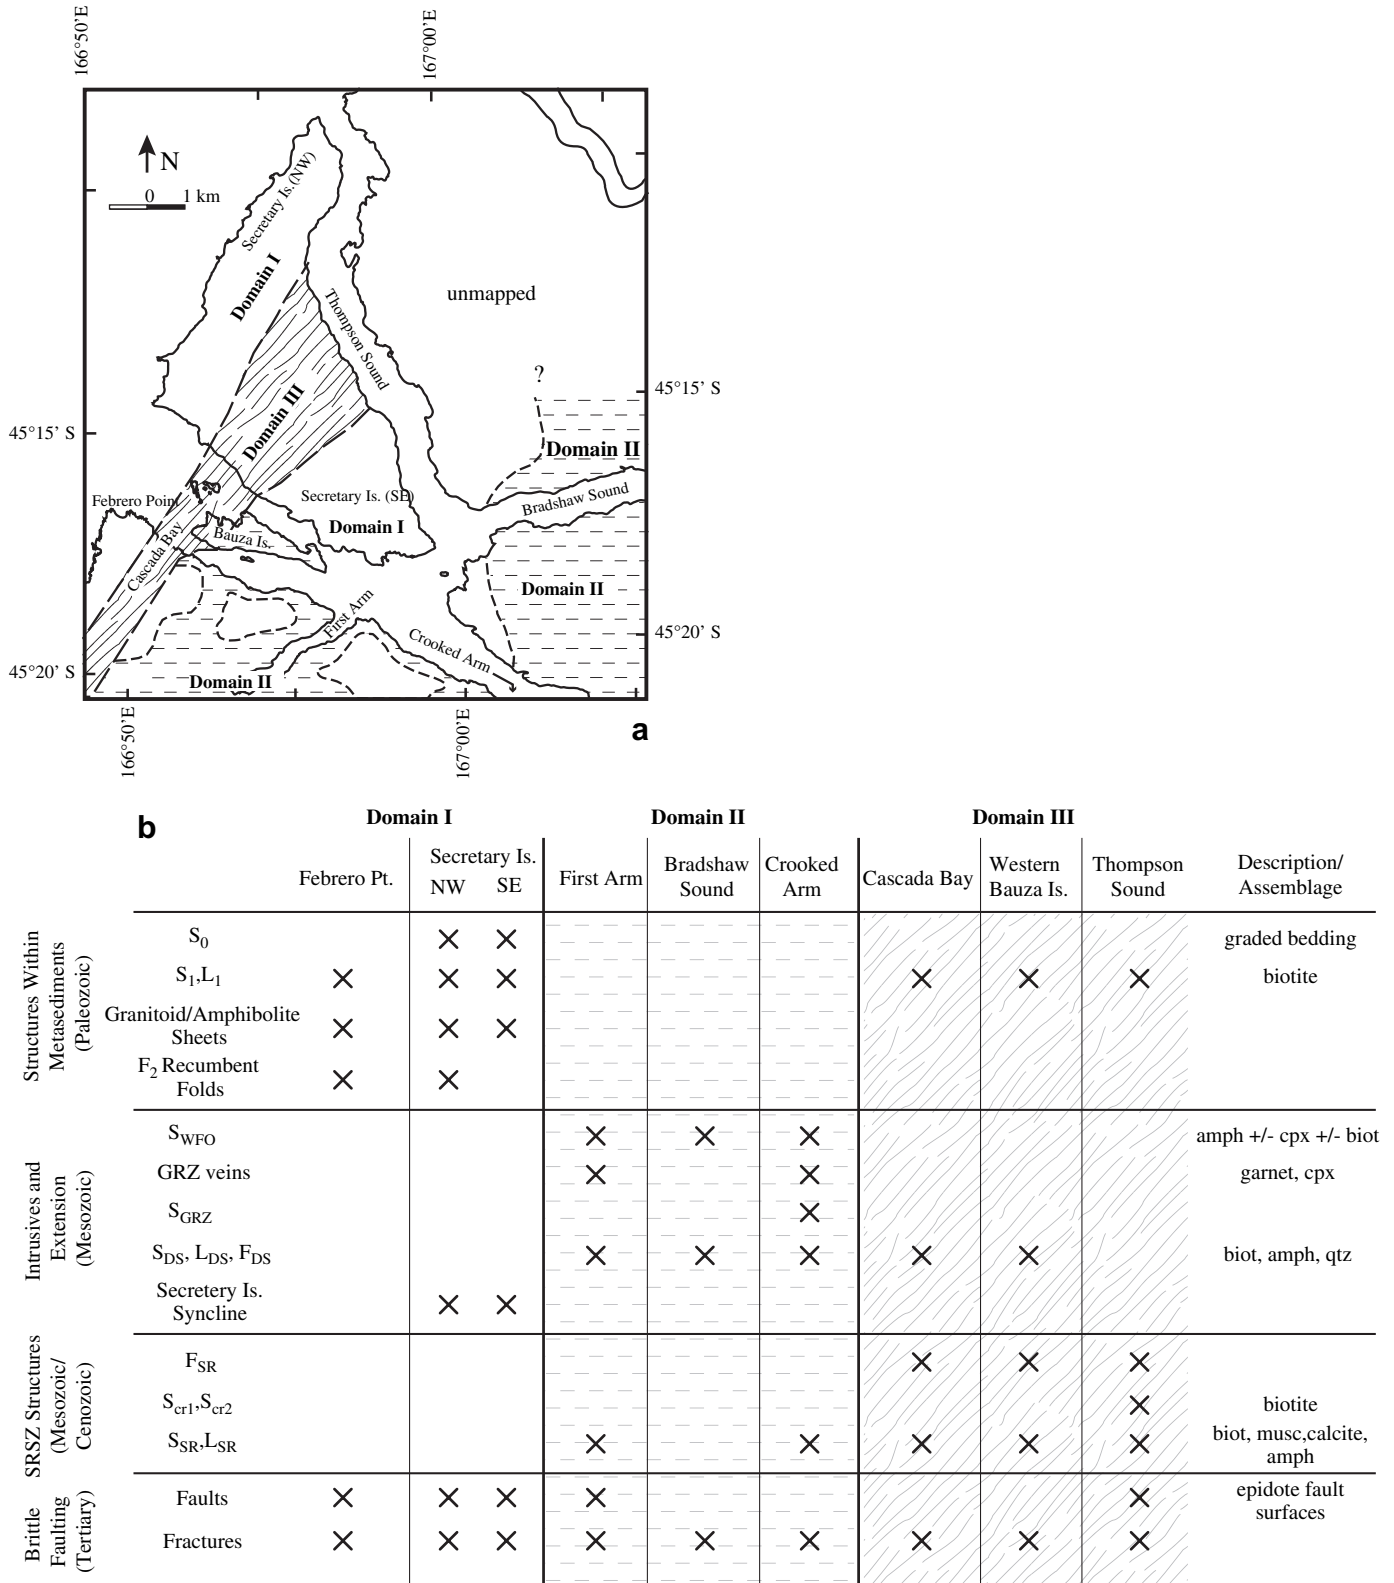 166°50'E
167°00'E
N
0 1 km
Secretary Is.(NW)
Domain I
Thompson Sound
unmapped
?
45°15' S
Domain III
45°15' S
Domain II
Secretary Is. (SE)
Bradshaw Sound
Febrero Point
Domain I
Bauza Is.
Cascada Bay
Domain II
First Arm
Crooked Arm
45°20' S
45°20' S
Domain II
166°50'E
167°00'E
a
b
Domain I Domain II Domain III
Febrero Pt.
Secretary Is.
NW SE
First Arm
Bradshaw
Sound
Crooked
Arm
Cascada Bay
Western
Bauza Is.
Thompson
Sound
Description/
Assemblage
Structures Within
Metasediments
(Paleozoic)
S0 X X graded bedding
S1,L1 X X X X X X biotite
Granitoid/Amphibolite
Sheets X X X
F2 Recumbent
Folds X X
Intrusives and
Extension
(Mesozoic)
SWFO X X X amph +/- cpx +/- biot
GRZ veins X X garnet, cpx
SGRZ X
SDS, LDS, FDS X X X X X biot, amph, qtz
Secretery Is.
Syncline X X
SRSZ Structures
(Mesozoic/
Cenozoic)
FSR X X X
Scr1,Scr2 X biotite
SSR,LSR X X X X X biot, musc,calcite,
amph
Brittle
Faulting
(Tertiary)
Faults X X X X X epidote fault
surfaces
Fractures X X X X X X X X X